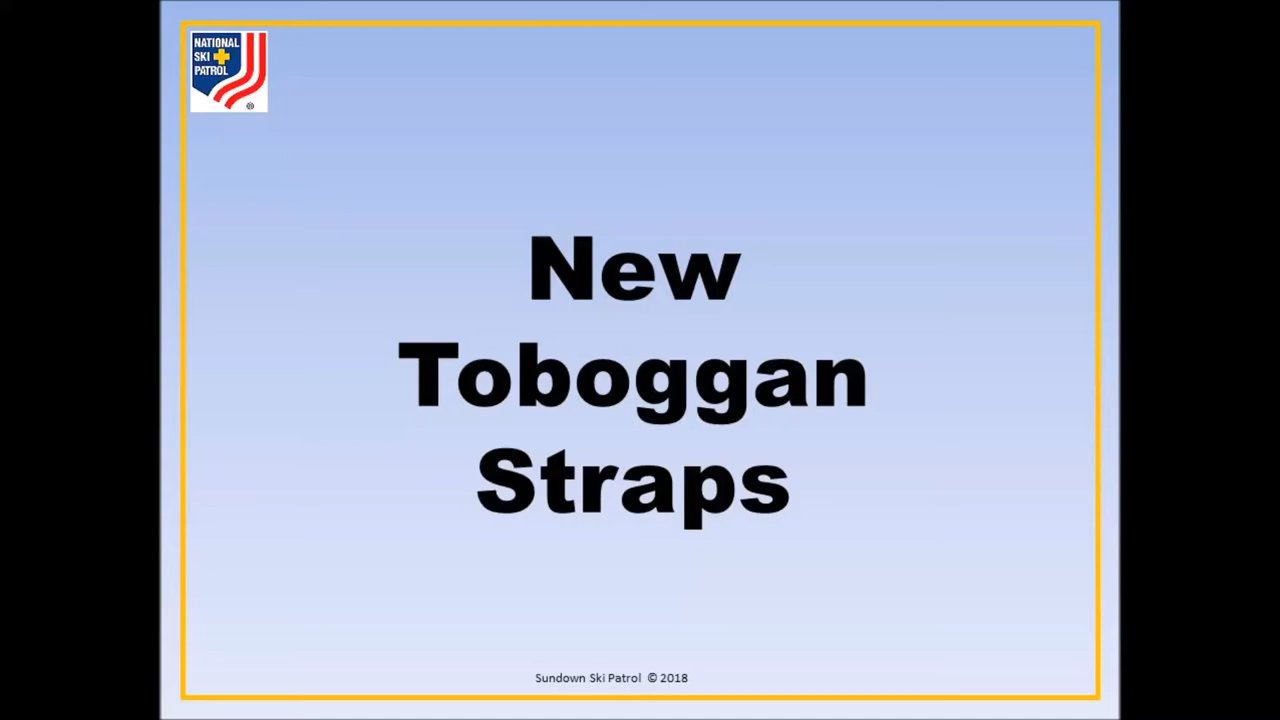 NATIONAL
SKI
PATROL
®
New
Toboggan
Straps
Sundown Ski Patrol © 2018